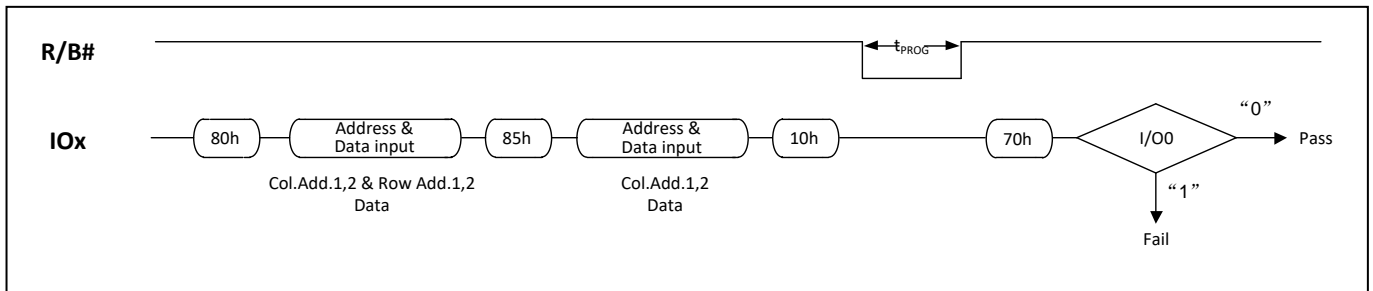 R/B#
tPROG
IOx
80h
Address &
Data input
85h
Address &
Data input
10h
70h
I/O0
“0”
Pass
Col.Add.1,2 & Row Add.1,2
Data
Col.Add.1,2
Data
“1”
Fail